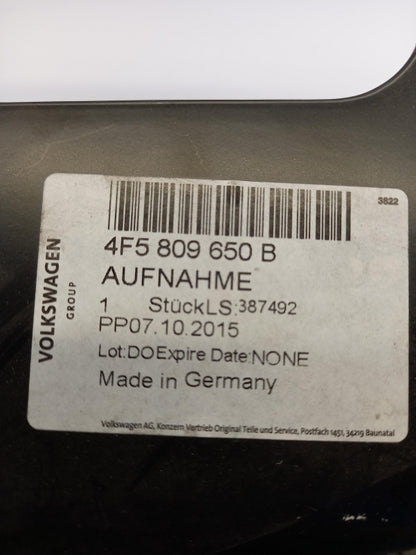 3822
4F5 809 650 B
AUFNAHME
1 StückLS:387492
PP07.10.2015
Lot:DOExpire Date:NONE
Made in Germany
VOLKSWAGEN
GROUP
Volkswagen AG, Konzern Vertrieb Original Teile und Service, Postfach 1451, 34219 Baunatal